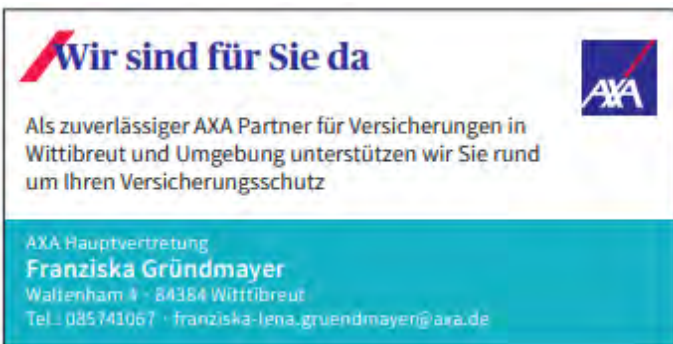 Wir sind für Sie da
AXA
Als zuverlässiger AXA Partner für Versicherungen in
Wittibreut und Umgebung unterstützen wir Sie rund
um Ihren Versicherungsschutz
AXA Hauptvertretung
Franziska Gründmayer
Waltenham 4 · 84384 Witttibreut
Tel.: 085741067 · franziska-lena.gruendmayer@axa.de